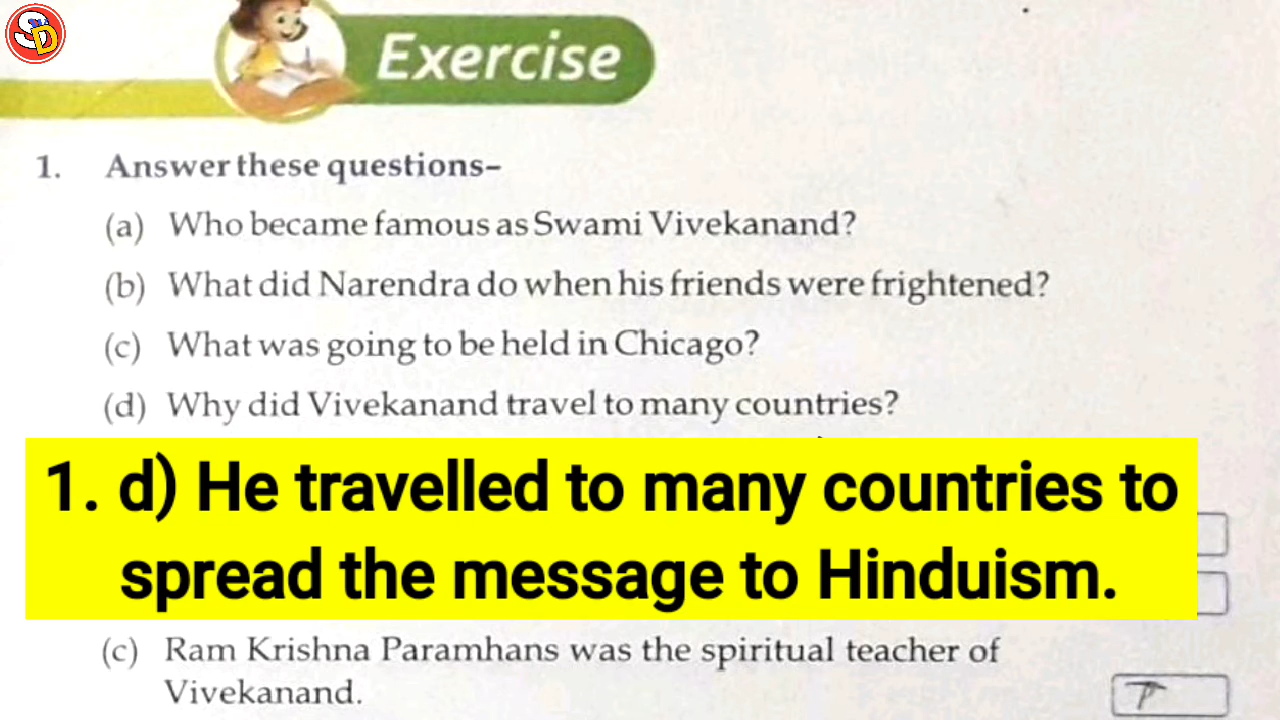 SD
Exercise
1. Answer these questions–
(a) Who became famous as Swami Vivekanand?
(b) What did Narendra do when his friends were frightened?
(c) What was going to be held in Chicago?
(d) Why did Vivekanand travel to many countries?
1. d) He travelled to many countries to
spread the message to Hinduism.
(c) Ram Krishna Paramhans was the spiritual teacher of
Vivekanand.
T